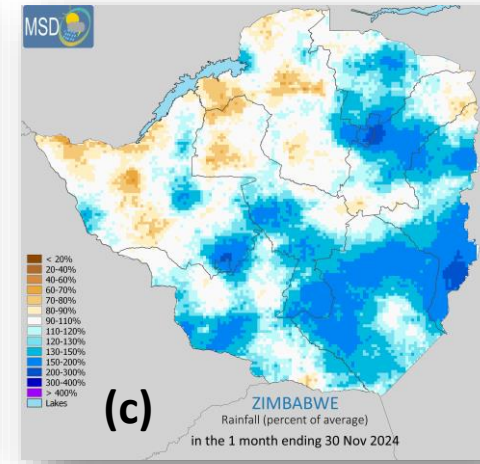 MSD
< 20%
20-40%
40-60%
60-70%
70-80%
80-90%
90-110%
110-120%
120-130%
130-150%
150-200%
200-300%
300-400%
> 400%
Lakes
(c)
ZIMBABWE
Rainfall (percent of average)
in the 1 month ending 30 Nov 2024